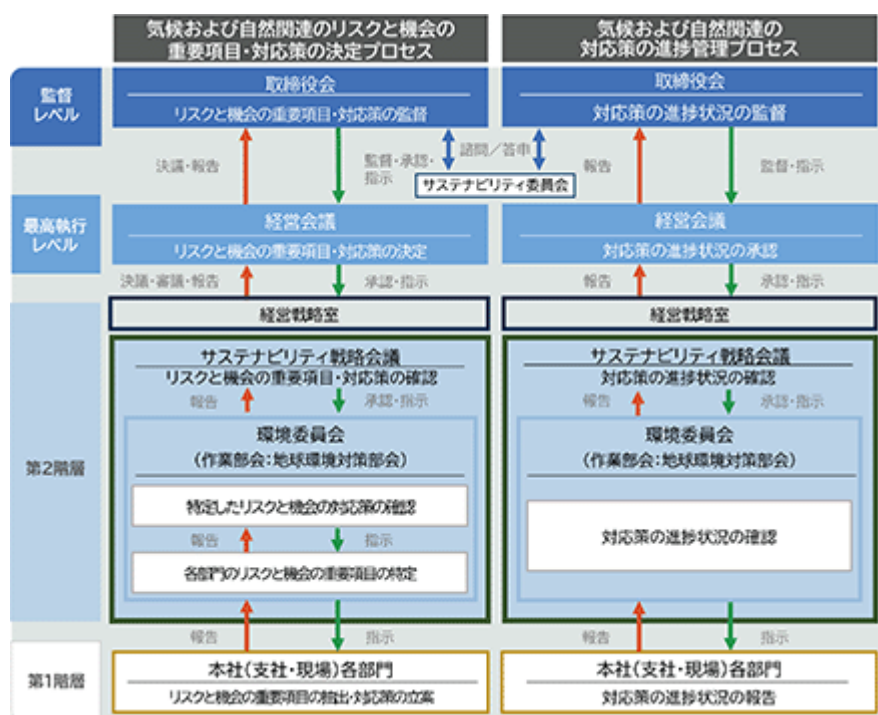 気候および自然関連のリスクと機会の
重要項目・対応策の決定プロセス
気候および自然関連の
対応策の進捗管理プロセス
監督
レベル
取締役会
リスクと機会の重要項目・対応策の監督
取締役会
対応策の進捗状況の監督
決議・報告
監督・承認・
指示
諮問／答申
サステナビリティ委員会
報告
監督・指示
最高執行
レベル
経営会議
リスクと機会の重要項目・対応策の決定
経営会議
対応策の進捗状況の承認
決議・審議・報告
承認・指示
報告
承認・指示
第2階層
経営戦略室
サステナビリティ戦略会議
リスクと機会の重要項目・対応策の確認
報告
承認・指示
環境委員会
（作業部会：地球環境対策部会）
特定したリスクと機会の対応策の確認
報告
指示
各部門のリスクと機会の重要項目の特定
経営戦略室
サステナビリティ戦略会議
対応策の進捗状況の確認
報告
承認・指示
環境委員会
（作業部会：地球環境対策部会）
対応策の進捗状況の確認
報告
指示
報告
指示
第1階層
本社（支社・現場）各部門
リスクと機会の重要項目の抽出・対応策の立案
本社（支社・現場）各部門
対応策の進捗状況の報告